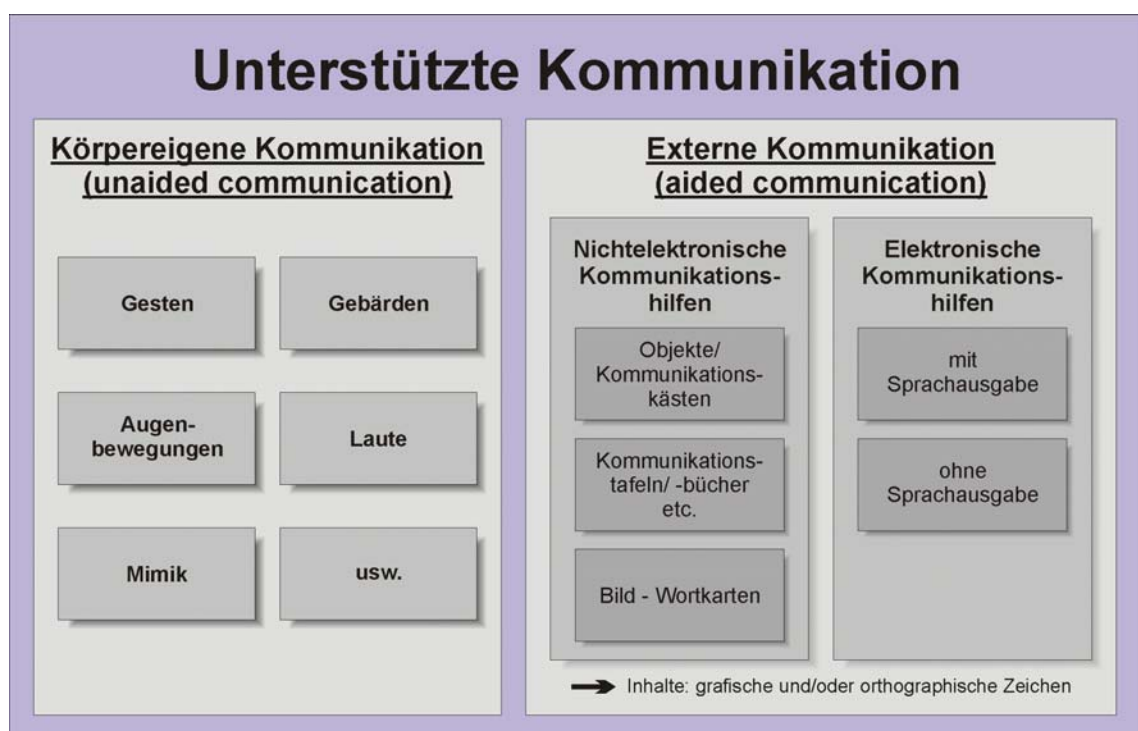 Unterstützte Kommunikation
Körpereigene Kommunikation
(unaided communication)
Gesten
Gebärden
Augen-
bewegungen
Laute
Mimik
usw.
Externe Kommunikation
(aided communication)
Nichtelektronische
Kommunikations-
hilfen
Objekte/
Kommunikations-
kästen
Kommunikations-
tafeln/ -bücher
etc.
Bild - Wortkarten
Elektronische
Kommunikations-
hilfen
mit
Sprachausgabe
ohne
Sprachausgabe
Inhalte: grafische und/oder orthographische Zeichen